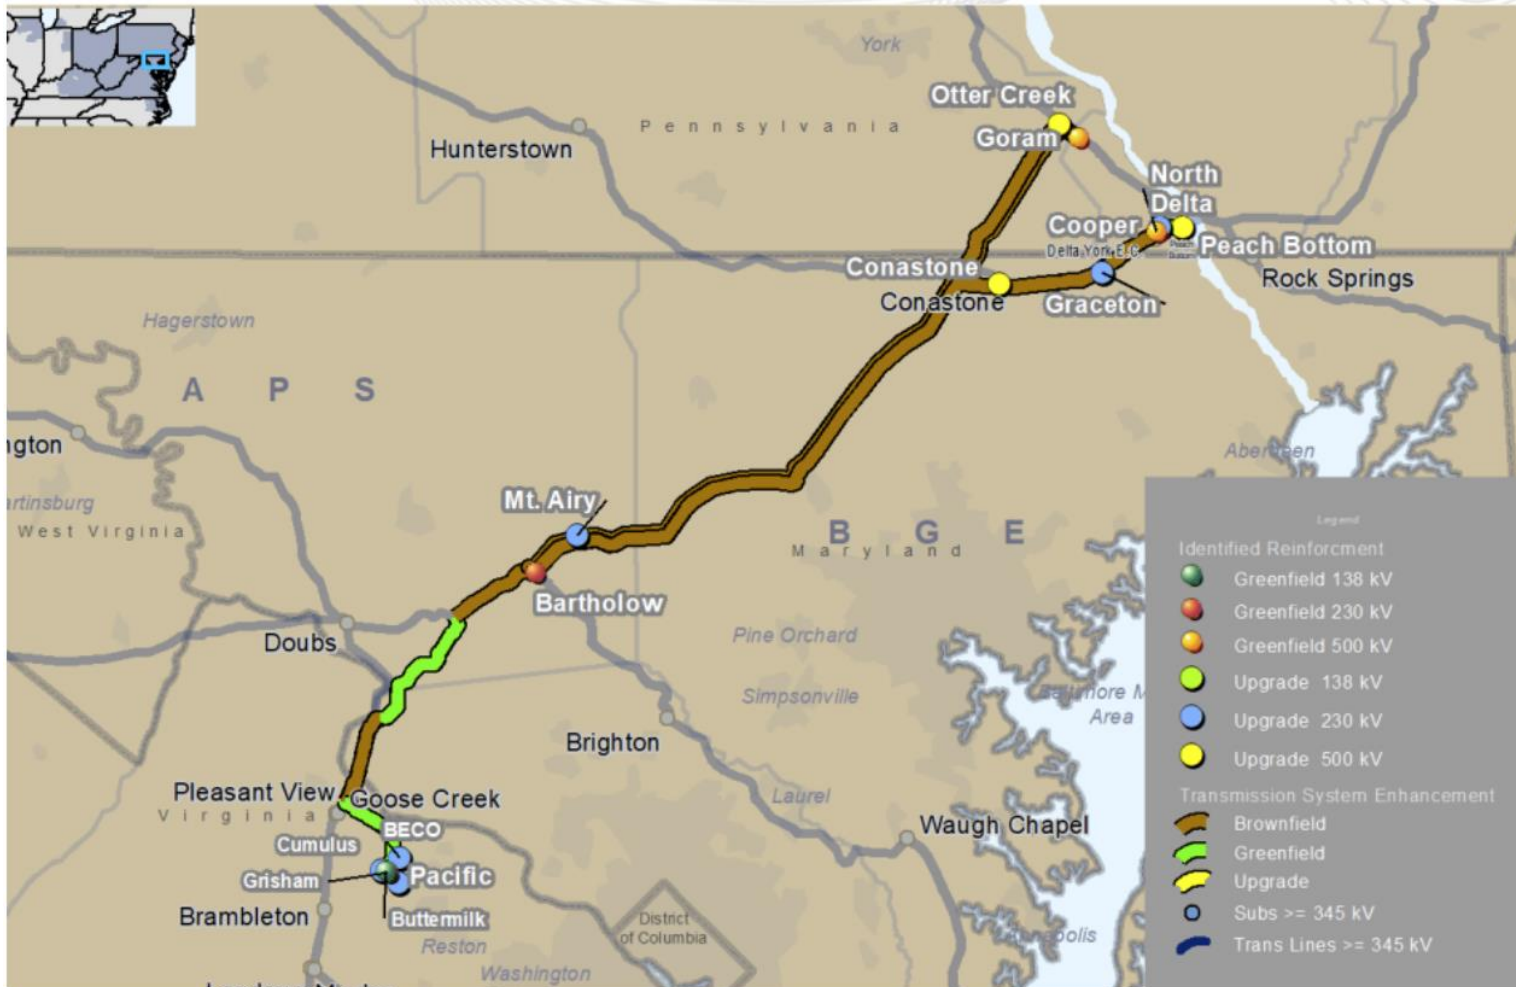 York
Otter Creek
Pennsylvania
Goram
Hunterstown
North
Delta
Cooper
Delta York E.C.
Peach
Bottom
Peach Bottom
Conastone
Rock Springs
Conastone
Graceton
Hagerstown
A P S
ngton
Aberdeen
artinsburg
West Virginia
Mt. Airy
B G E
Maryland
Bartholow
Doubs
Pine Orchard
Simpsonville
Baltimore M
Area
Brighton
Pleasant View
Goose Creek
Virginia
Laurel
BECO
Cumulus
Waugh Chapel
Grisham
Pacific
Brambleton
Buttermilk
District
of Columbia
Reston
Washington
Legend
Identified Reinforcment
Greenfield 138 kV
Greenfield 230 kV
Greenfield 500 kV
Upgrade 138 kV
Upgrade 230 kV
Upgrade 500 kV
Transmission System Enhancement
Brownfield
Greenfield
Upgrade
Subs >= 345 kV
Trans Lines >= 345 kV